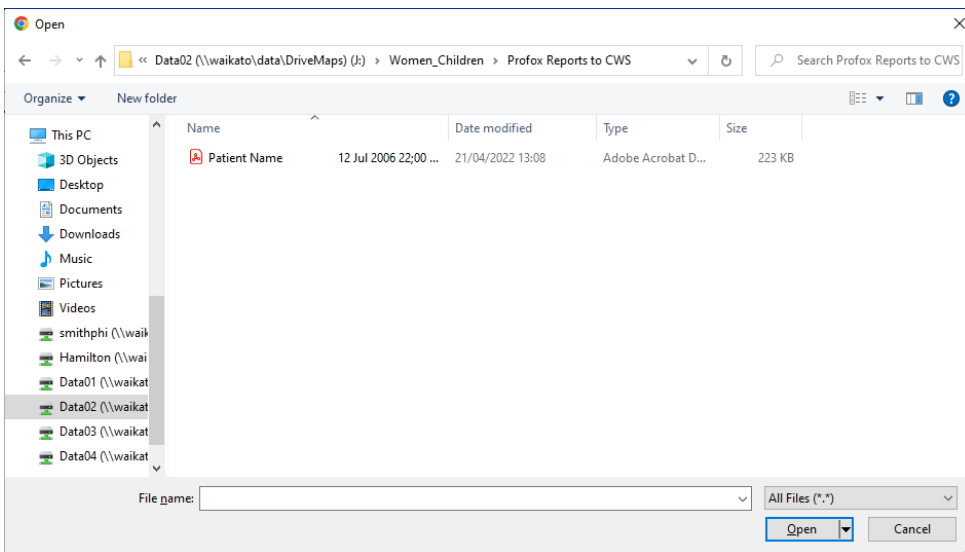 Open
« Data02 (\\waikato\data\DriveMaps) (J:) › Women_Children › Profox Reports to CWS
Search Profox Reports to CWS
Organize New folder
This PC
3D Objects
Desktop
Documents
Downloads
Music
Pictures
Videos
smithphi (\\waik
Hamilton (\\wai
Data01 (\\waikat
Data02 (\\waikat
Data03 (\\waikat
Data04 (\\waikat
Name Date modified Type Size
Patient Name 12 Jul 2006 22;00 ... 21/04/2022 13:08 Adobe Acrobat D... 223 KB
File name: All Files (*.*)
Open Cancel